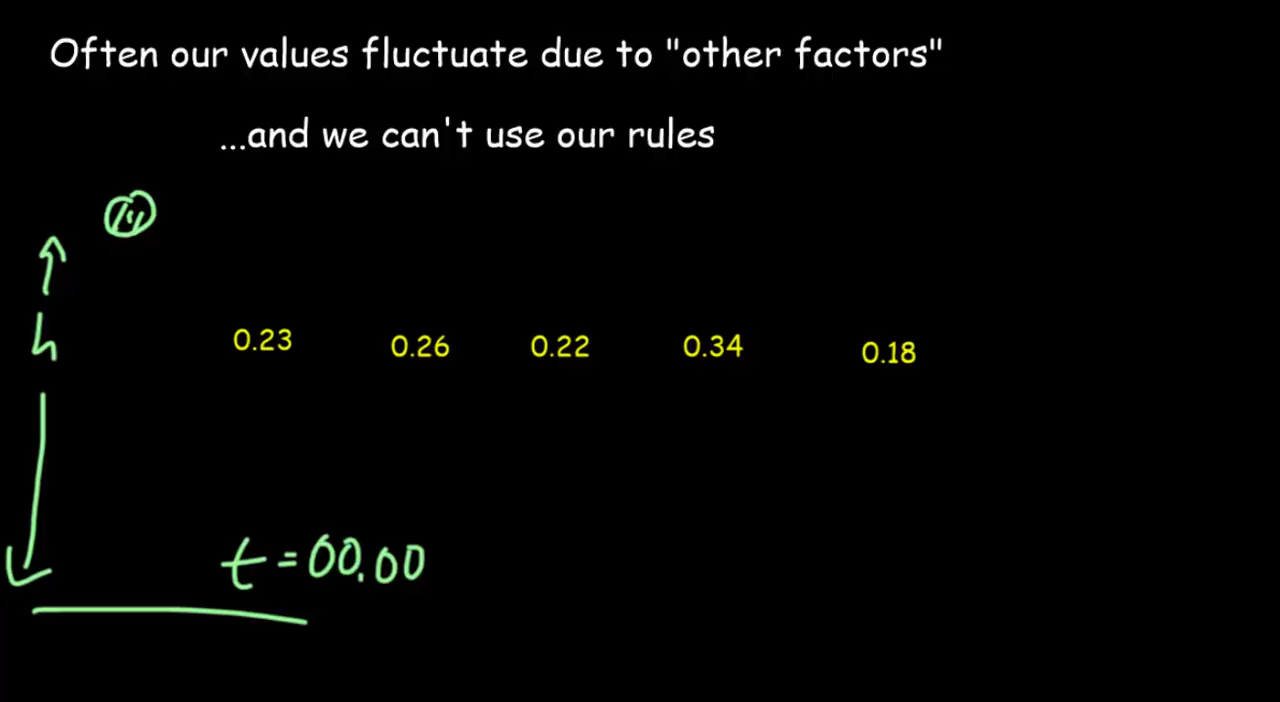 Often our values fluctuate due to "other factors"
...and we can't use our rules
h
0.23 0.26 0.22 0.34 0.18
t = 00.00